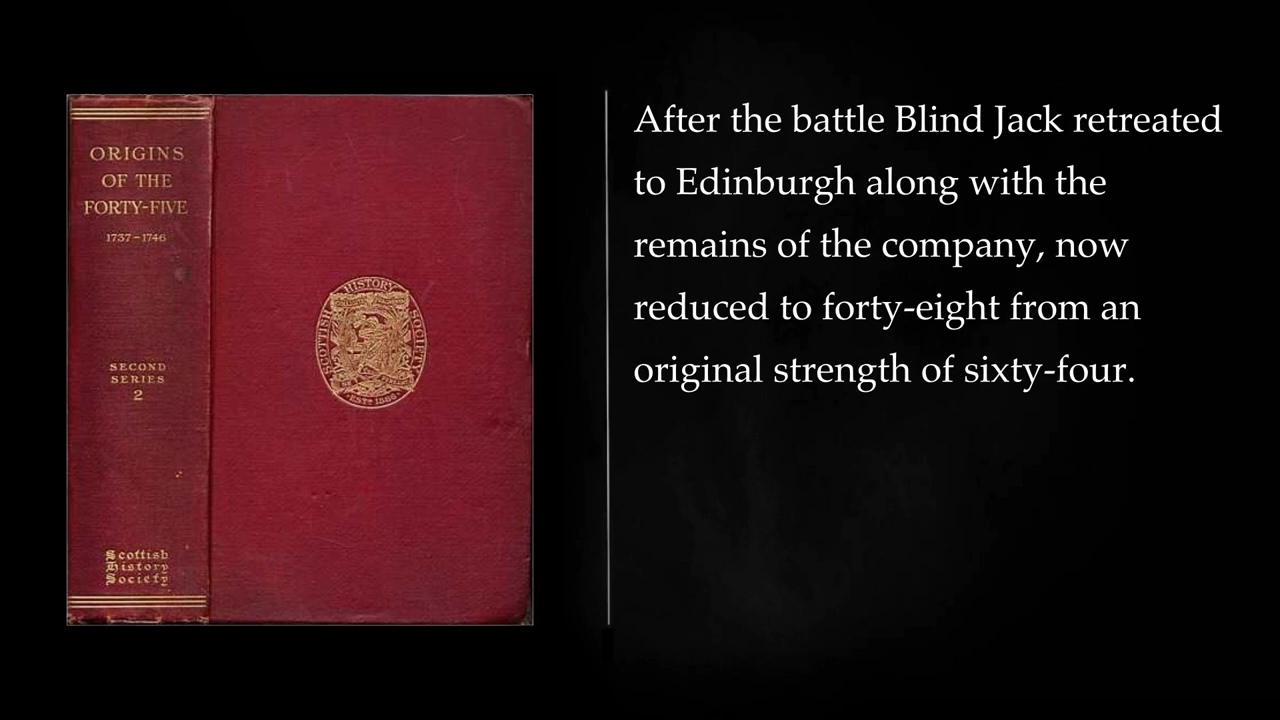 ORIGINS
OF THE
FORTY-FIVE
1737-1746
SECOND
SERIES
2
Scottish
History
Society
SCOTTISH HISTORY SOCIETY
·ESTD 1886·
After the battle Blind Jack retreated
to Edinburgh along with the
remains of the company, now
reduced to forty-eight from an
original strength of sixty-four.